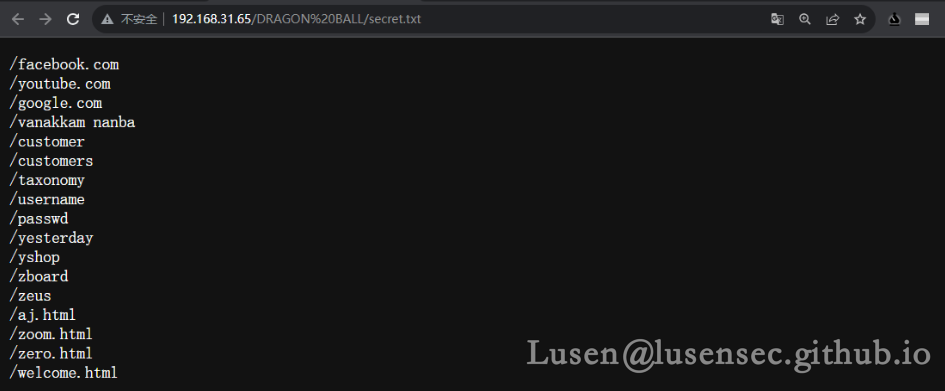 不安全 192.168.31.65/DRAGON%20BALL/secret.txt
/facebook.com
/youtube.com
/google.com
/vanakkam nanba
/customer
/customers
/taxonomy
/username
/passwd
/yesterday
/yshop
/zboard
/zeus
/aj.html
/zoom.html
/zero.html
/welcome.html
Lusen@lusensec.github.io